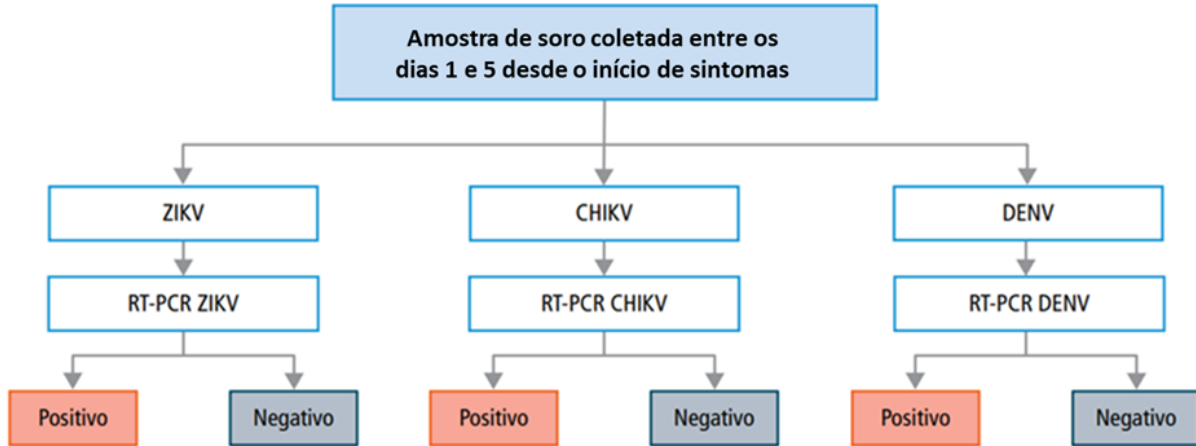 Amostra de soro coletada entre os
dias 1 e 5 desde o início de sintomas
ZIKV
CHIKV
DENV
RT-PCR ZIKV
RT-PCR CHIKV
RT-PCR DENV
Positivo
Negativo
Positivo
Negativo
Positivo
Negativo